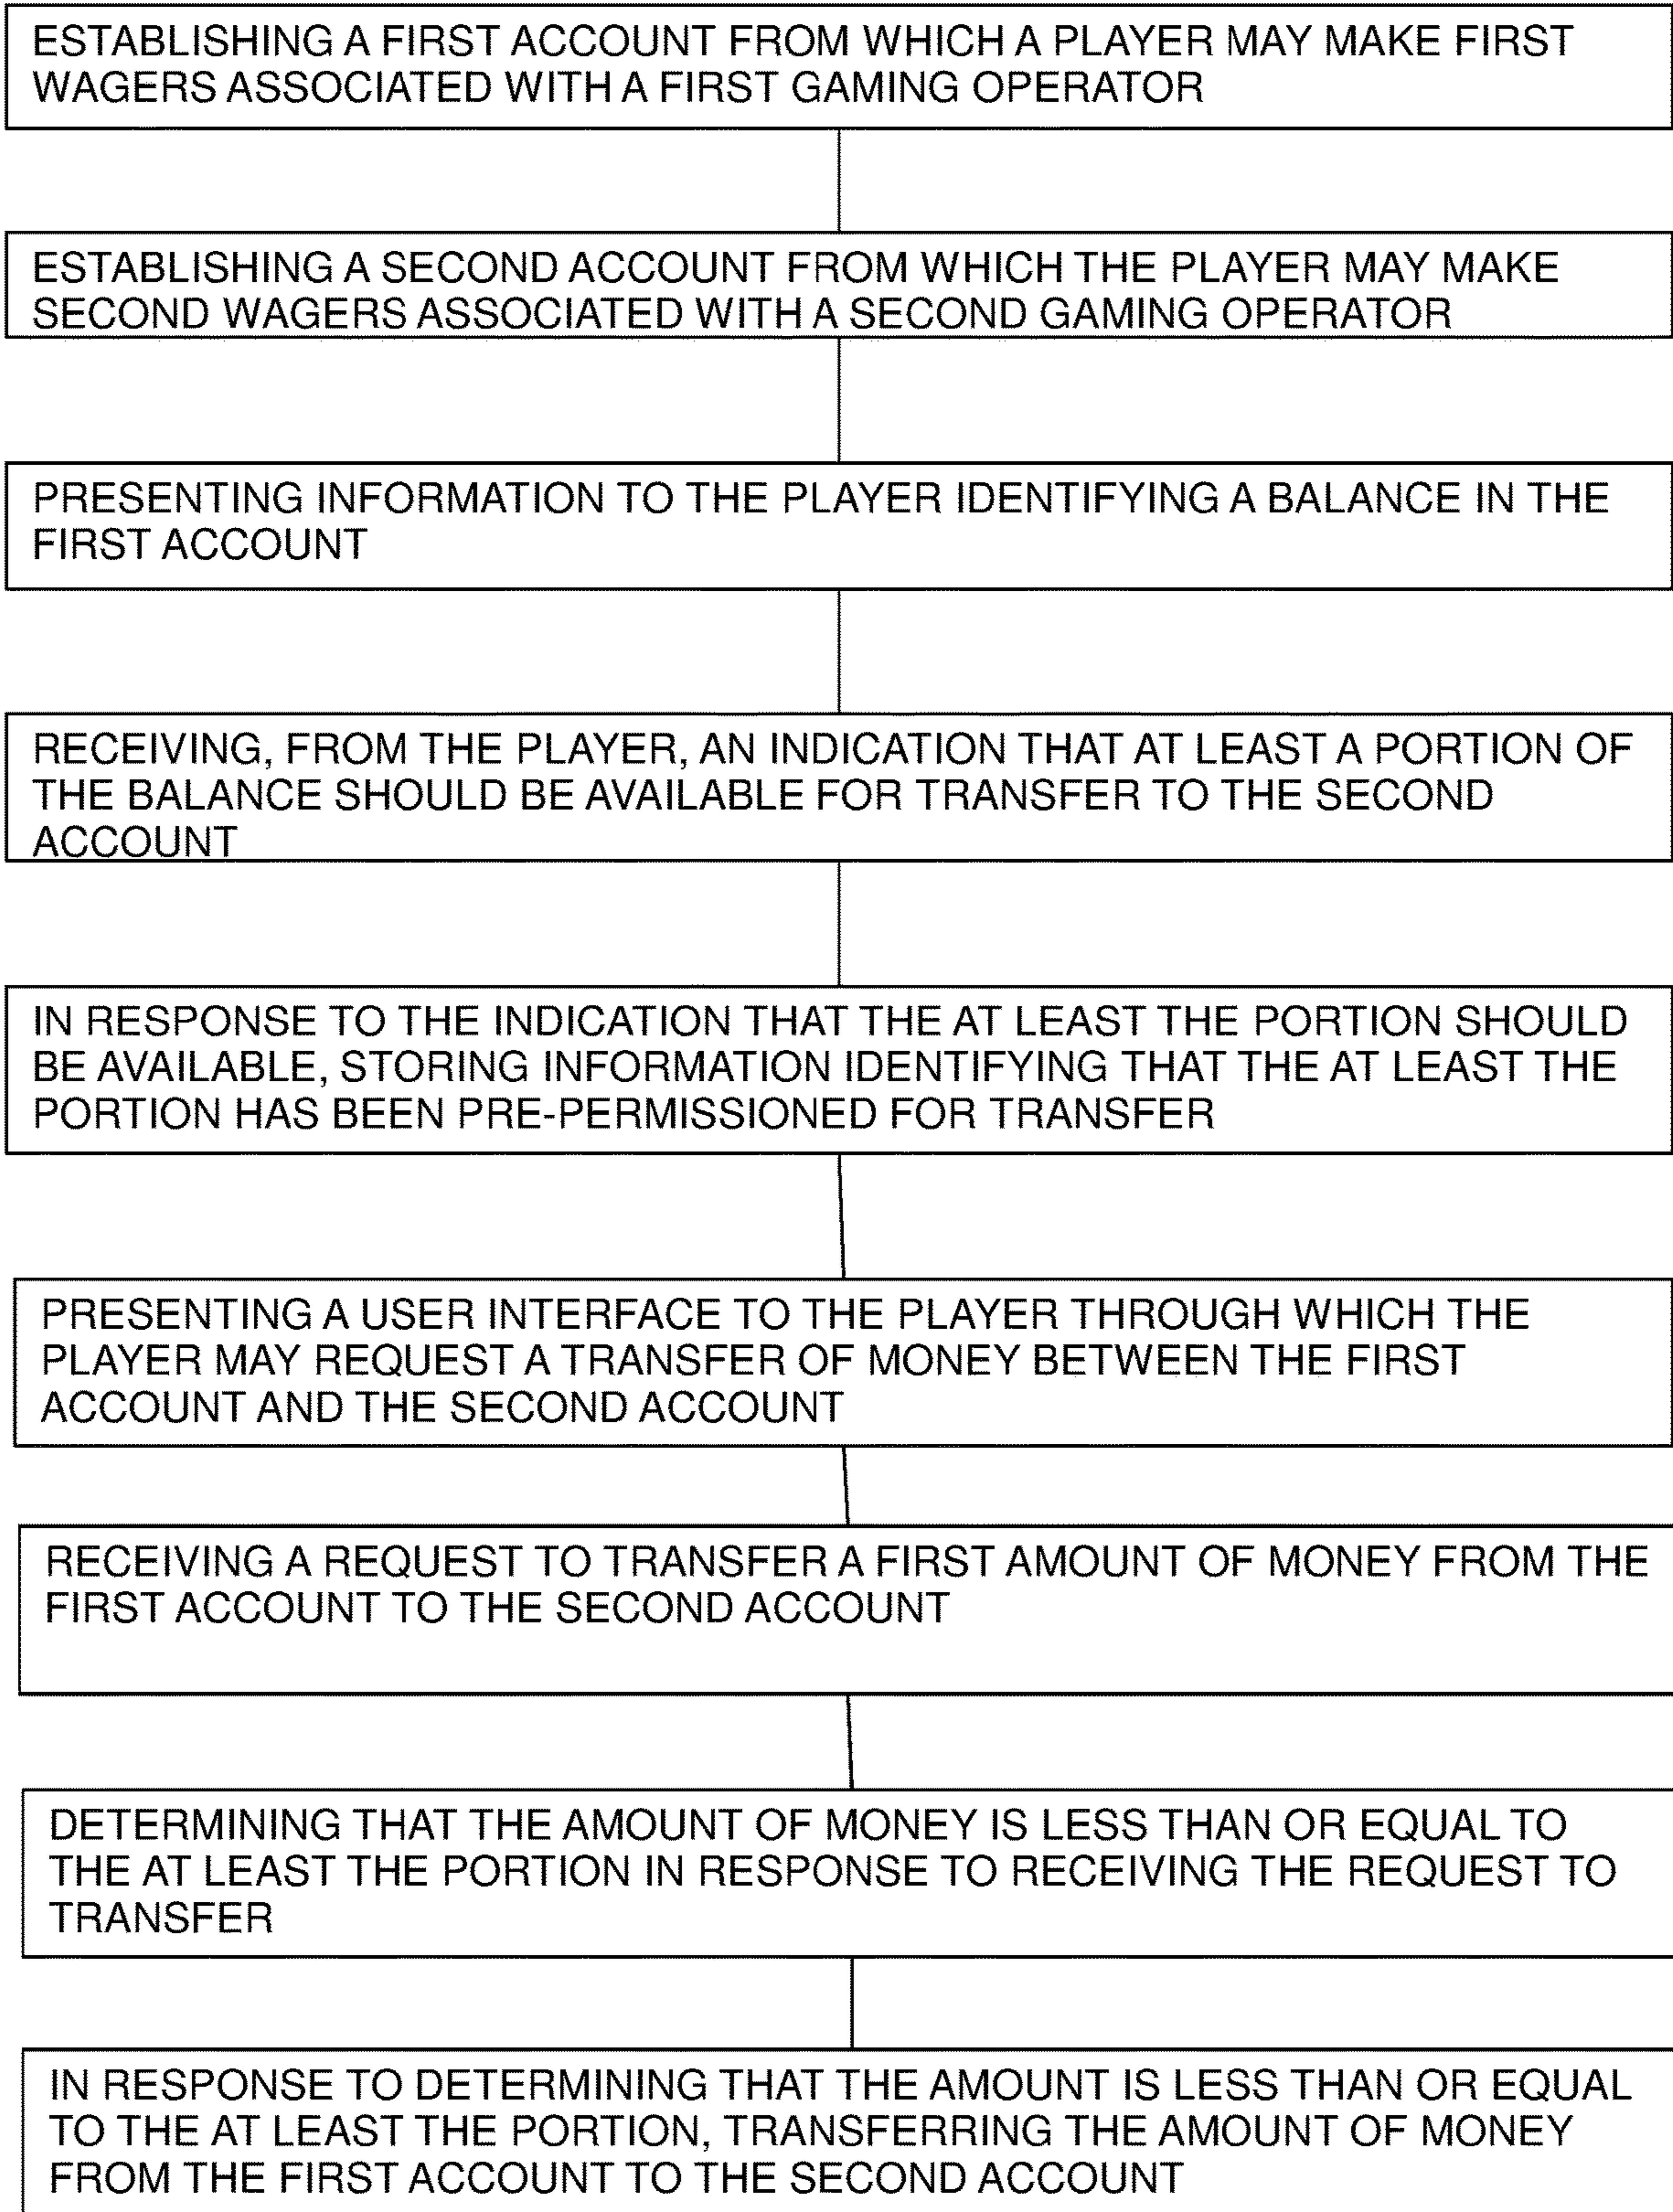 ESTABLISHING A FIRST ACCOUNT FROM WHICH A PLAYER MAY MAKE FIRST
WAGERS ASSOCIATED WITH A FIRST GAMING OPERATOR
ESTABLISHING A SECOND ACCOUNT FROM WHICH THE PLAYER MAY MAKE
SECOND WAGERS ASSOCIATED WITH A SECOND GAMING OPERATOR
PRESENTING INFORMATION TO THE PLAYER IDENTIFYING A BALANCE IN THE
FIRST ACCOUNT
RECEIVING, FROM THE PLAYER, AN INDICATION THAT AT LEAST A PORTION OF
THE BALANCE SHOULD BE AVAILABLE FOR TRANSFER TO THE SECOND
ACCOUNT
IN RESPONSE TO THE INDICATION THAT THE AT LEAST THE PORTION SHOULD
BE AVAILABLE, STORING INFORMATION IDENTIFYING THAT THE AT LEAST THE
PORTION HAS BEEN PRE-PERMISSIONED FOR TRANSFER
PRESENTING A USER INTERFACE TO THE PLAYER THROUGH WHICH THE
PLAYER MAY REQUEST A TRANSFER OF MONEY BETWEEN THE FIRST
ACCOUNT AND THE SECOND ACCOUNT
RECEIVING A REQUEST TO TRANSFER A FIRST AMOUNT OF MONEY FROM THE
FIRST ACCOUNT TO THE SECOND ACCOUNT
DETERMINING THAT THE AMOUNT OF MONEY IS LESS THAN OR EQUAL TO
THE AT LEAST THE PORTION IN RESPONSE TO RECEIVING THE REQUEST TO
TRANSFER
IN RESPONSE TO DETERMINING THAT THE AMOUNT IS LESS THAN OR EQUAL
TO THE AT LEAST THE PORTION, TRANSFERRING THE AMOUNT OF MONEY
FROM THE FIRST ACCOUNT TO THE SECOND ACCOUNT